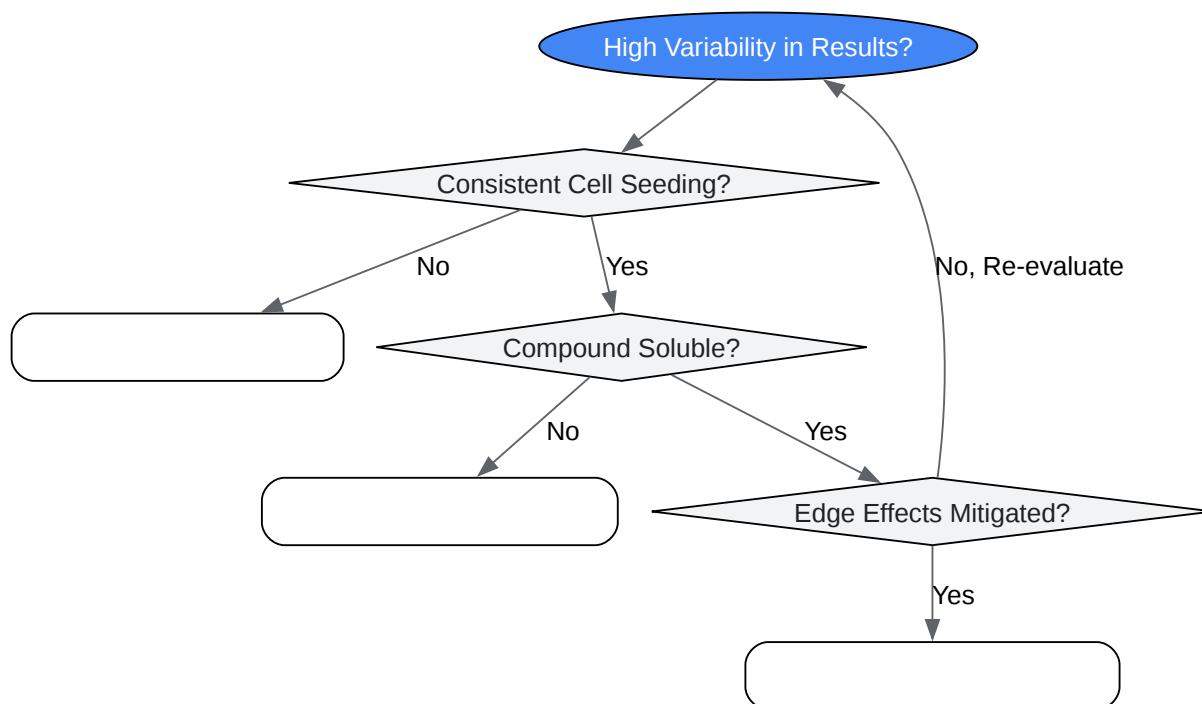 High Variability in Results?
Consistent Cell Seeding?
No
Yes
No, Re-evaluate
Compound Soluble?
No
Yes
Edge Effects Mitigated?
Yes